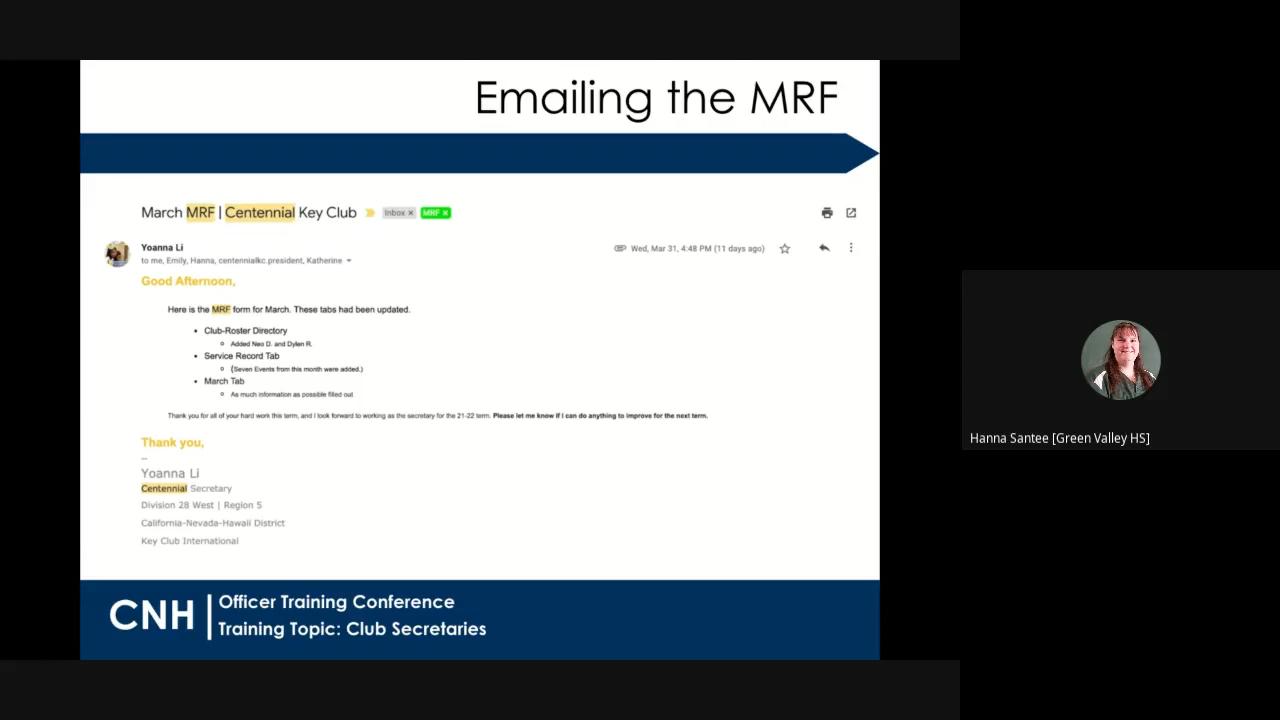 Emailing the MRF
March MRF | Centennial Key Club Inbox x MRF x
Yoanna Li
Wed, Mar 31, 4:48 PM (11 days ago)
to me, Emily, Hanna, centennialkc.president, Katherine
Good Afternoon,
Here is the MRF form for March. These tabs had been updated.
• Club-Roster Directory
○ Added Neo D. and Dylen R.
• Service Record Tab
○ (Seven Events from this month were added.)
• March Tab
○ As much information as possible filled out
Thank you for all of your hard work this term, and I look forward to working as the secretary for the 21-22 term. Please let me know if I can do anything to improve for the next term.
Thank you,
--
Yoanna Li
Centennial Secretary
Division 28 West | Region 5
California-Nevada-Hawaii District
Key Club International
CNH
Officer Training Conference
Training Topic: Club Secretaries
Hanna Santee [Green Valley HS]